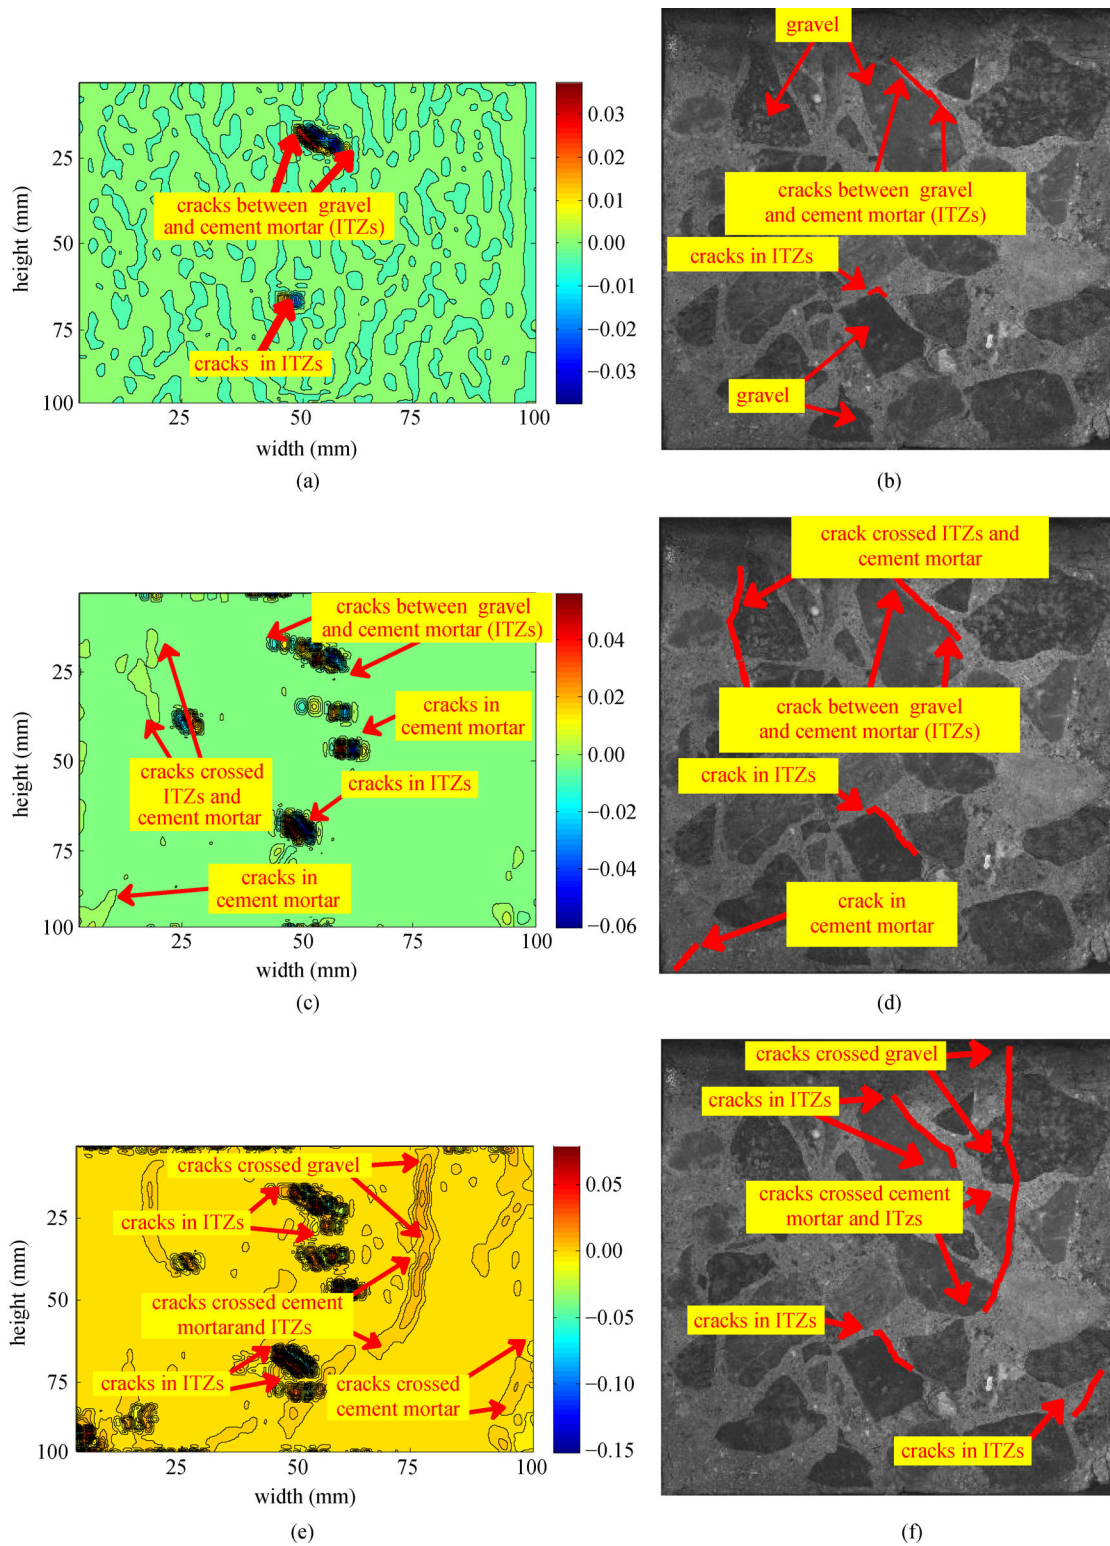 gravel
0.03
0.02
25
cracks between gravel
and cement mortar (ITZs)
0.01
height (mm)
50
0.00
−0.01
−0.02
75
cracks in ITZs
−0.03
100
25
50
75
100
width (mm)
(a)
cracks between gravel
and cement mortar (ITZs)
cracks in ITZs
gravel
(b)
cracks between gravel
and cement mortar (ITZs)
0.04
25
0.02
cracks in
cement mortar
height (mm)
50
0.00
cracks crossed
ITZs and
cement mortar
cracks in ITZs
−0.02
75
cracks in
cement mortar
−0.04
100
−0.06
25
50
75
100
width (mm)
(c)
crack crossed ITZs and
cement mortar
crack between gravel
and cement mortar (ITZs)
crack in ITZs
crack in
cement mortar
(d)
cracks crossed gravel
0.05
25
cracks in ITZs
0.00
height (mm)
50
cracks crossed cement
mortarand ITZs
−0.05
75
cracks in ITZs
cracks crossed
cement mortar
−0.10
100
−0.15
25
50
75
100
width (mm)
(e)
cracks crossed gravel
cracks in ITZs
cracks crossed cement
mortar and ITzs
cracks in ITZs
cracks in ITZs
(f)